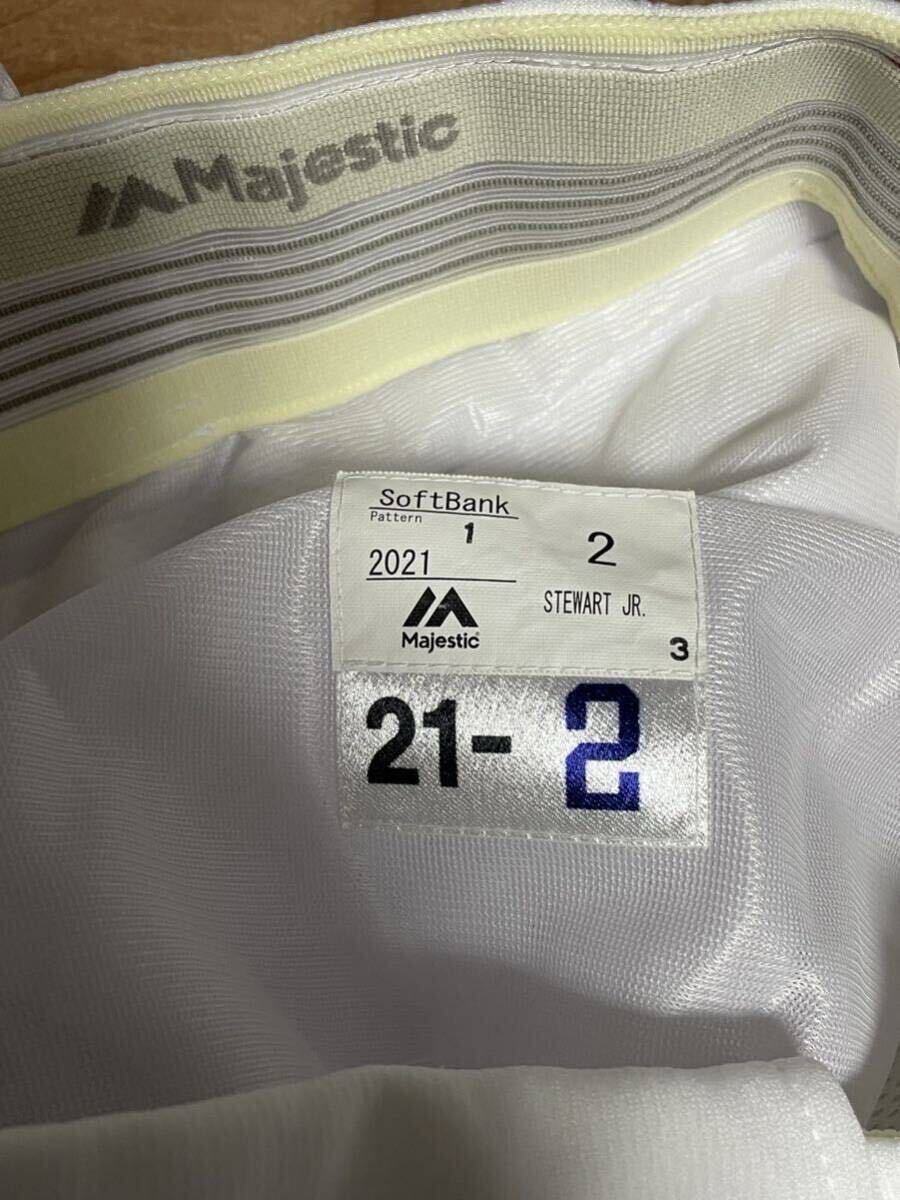 Majestic
SoftBank
Pattern
1
2021
2
STEWART JR.
Majestic
3
21-2